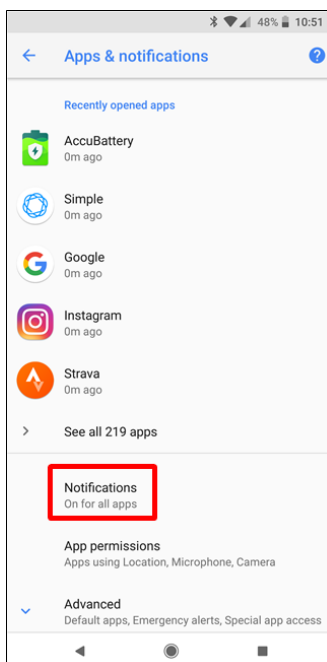 48% 10:51
Apps & notifications
Recently opened apps
AccuBattery
0m ago
Simple
0m ago
Google
0m ago
Instagram
0m ago
Strava
0m ago
See all 219 apps
Notifications
On for all apps
App permissions
Apps using Location, Microphone, Camera
Advanced
Default apps, Emergency alerts, Special app access